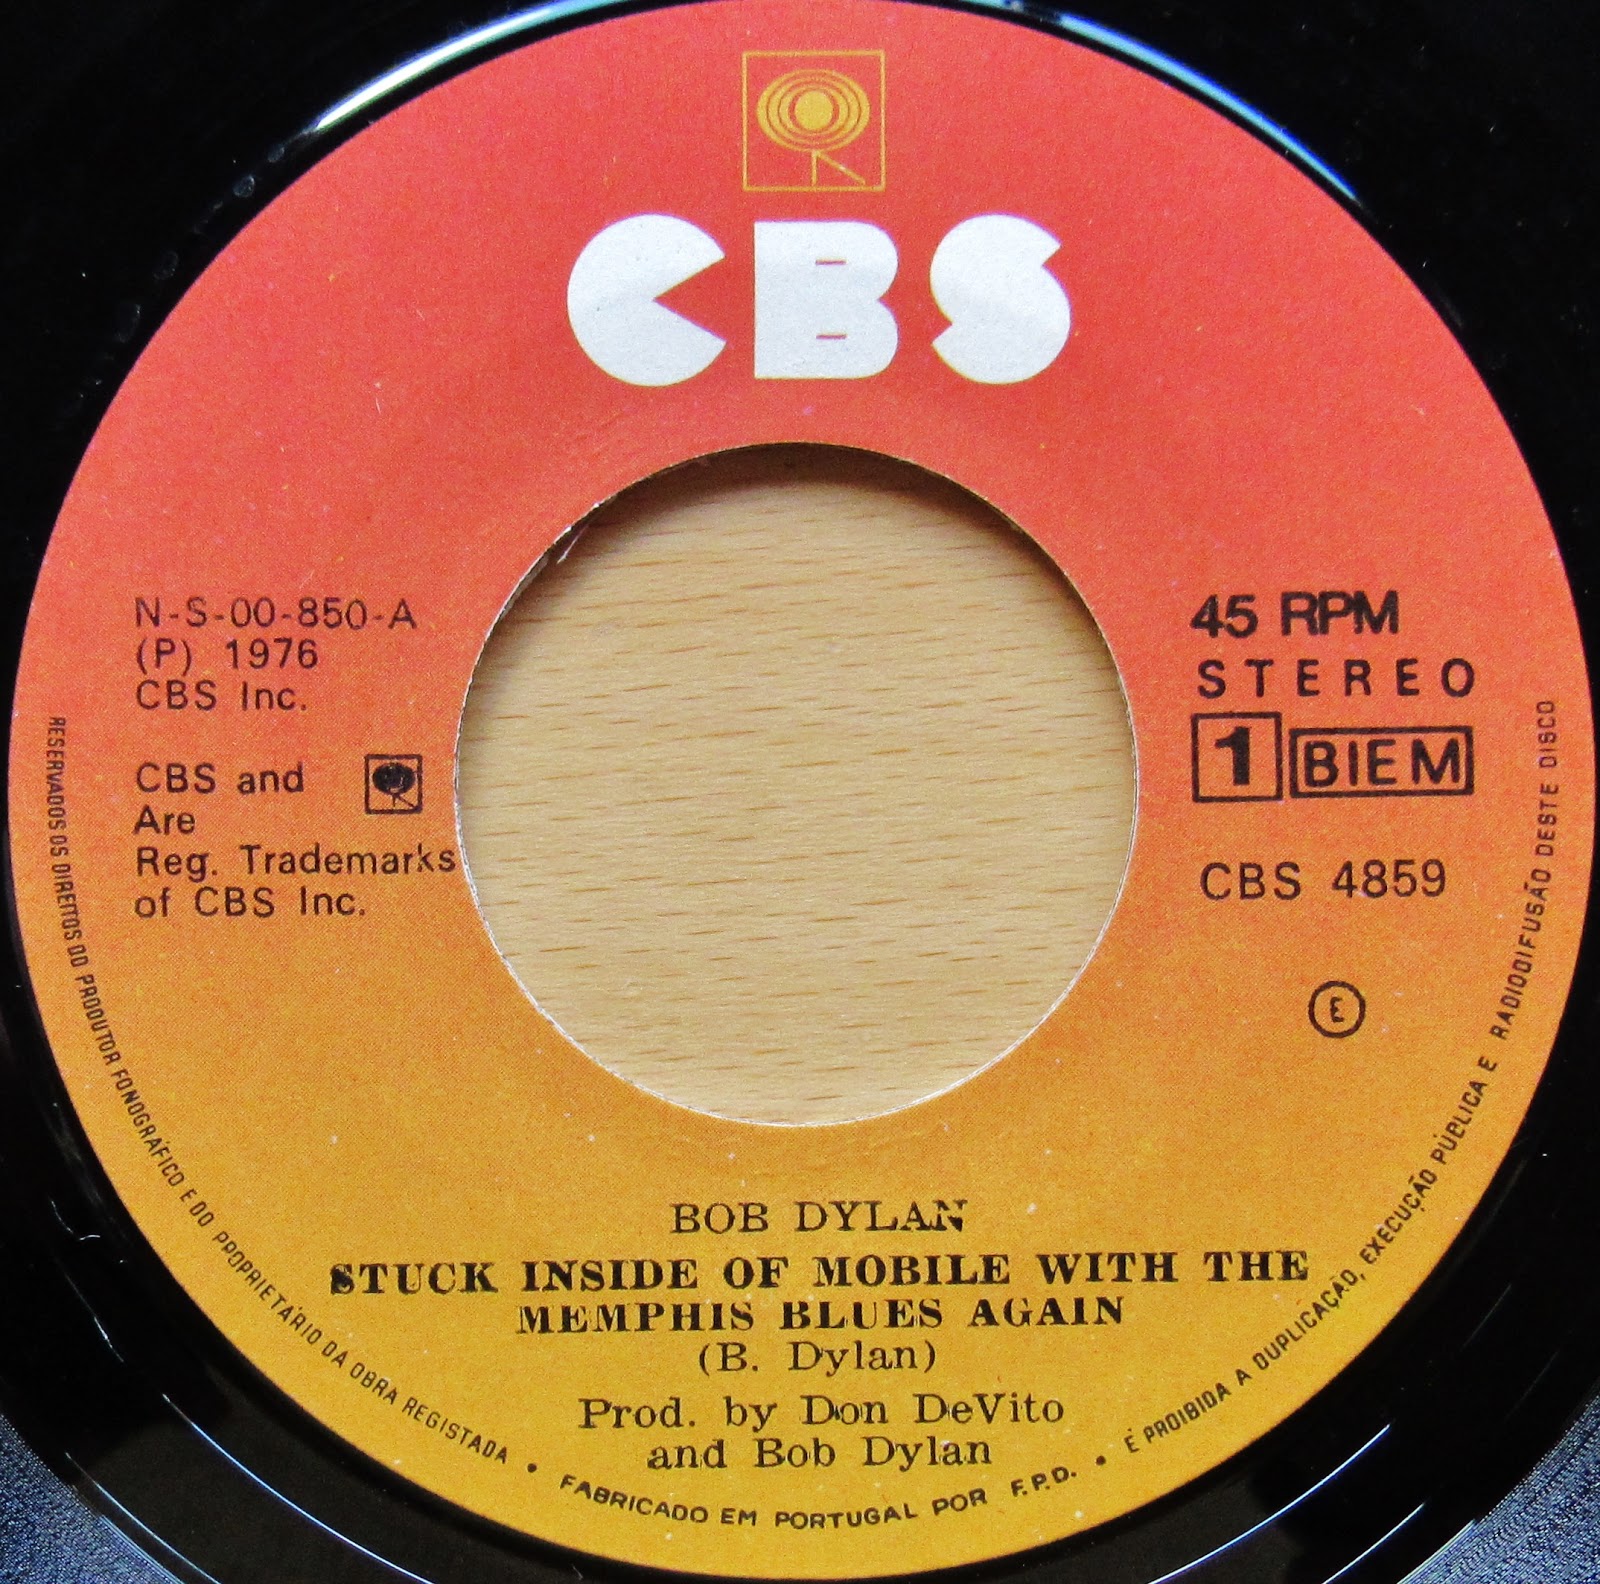 CBS
N-S-00-850-A
(P) 1976
CBS Inc.
CBS and
Are
Reg. Trademarks
of CBS Inc.
45 RPM
STEREO
1 BIEM
CBS 4859
E
BOB DYLAN
STUCK INSIDE OF MOBILE WITH THE
MEMPHIS BLUES AGAIN
(B. Dylan)
Prod. by Don DeVito
and Bob Dylan
RESERVADOS OS DIREITOS DO PRODUTOR FONOGRÁFICO E DO PROPRIETÁRIO DA OBRA REGISTADA • FABRICADO EM PORTUGAL POR F.P.D. • É PROIBIDA A DUPLICAÇÃO, EXECUÇÃO PÚBLICA E RADIODIFUSÃO DESTE DISCO